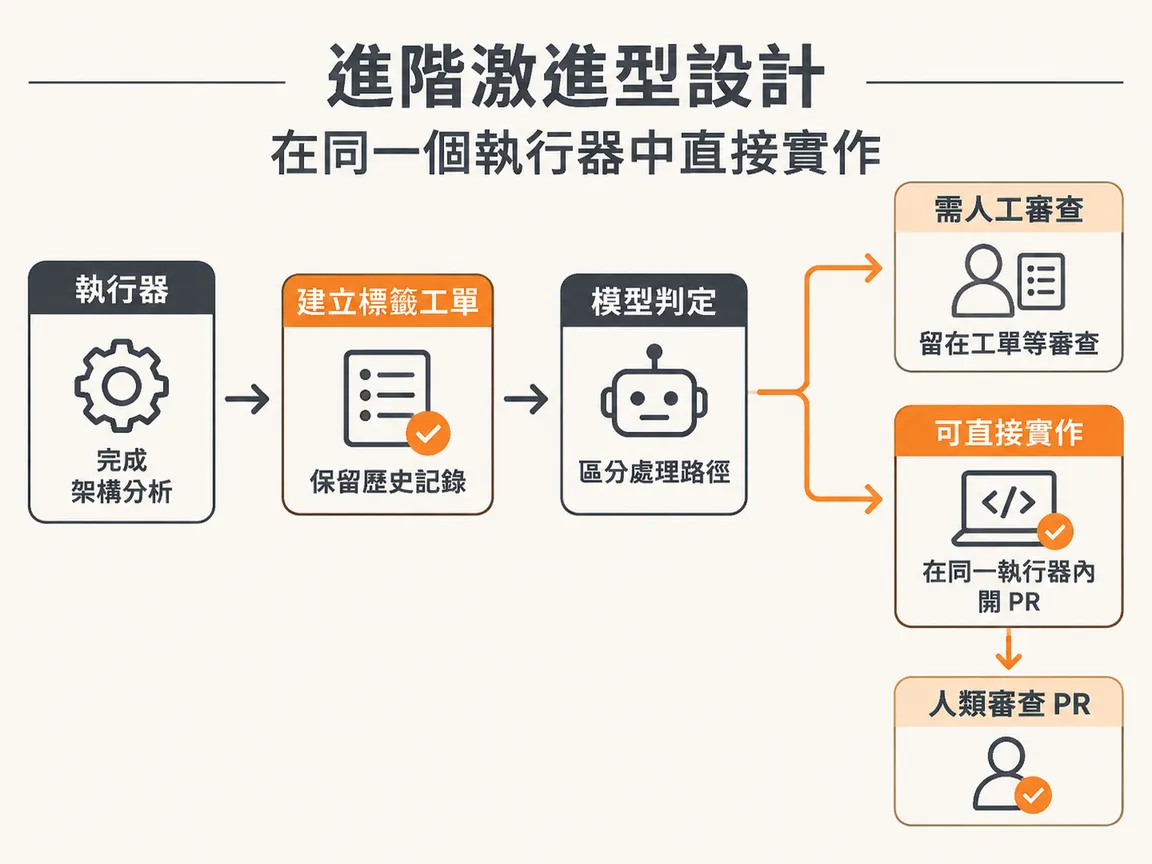 進階激進型設計
在同一個執行器中直接實作
執行器
完成
架構分析
建立標籤工單
保留歷史記錄
模型判定
區分處理路徑
需人工審查
留在工單等審查
可直接實作
</>
在同一執行器內
開 PR
人類審查 PR